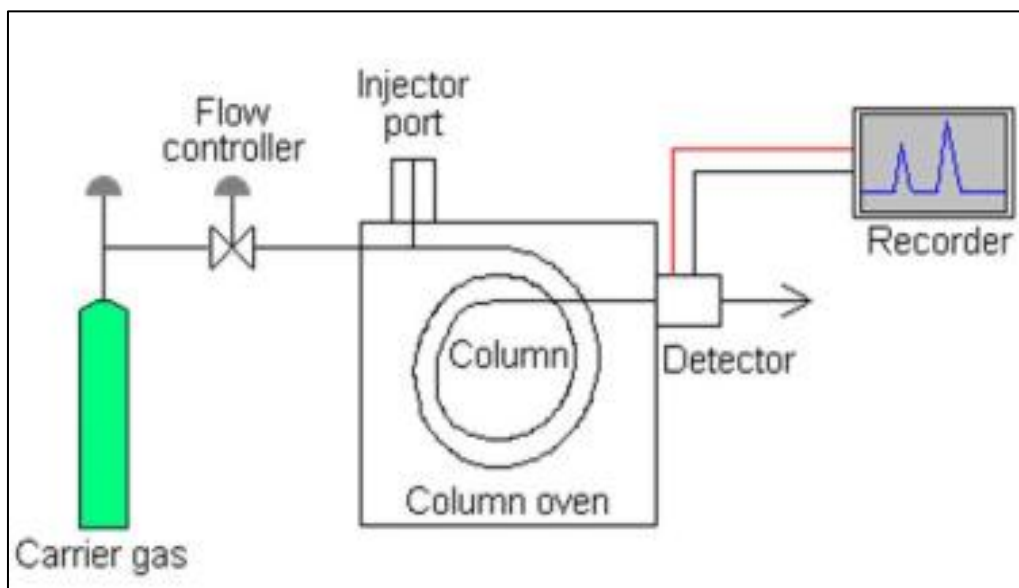 Injector
port
Flow
controller
Recorder
Column
Detector
Column oven
Carrier gas